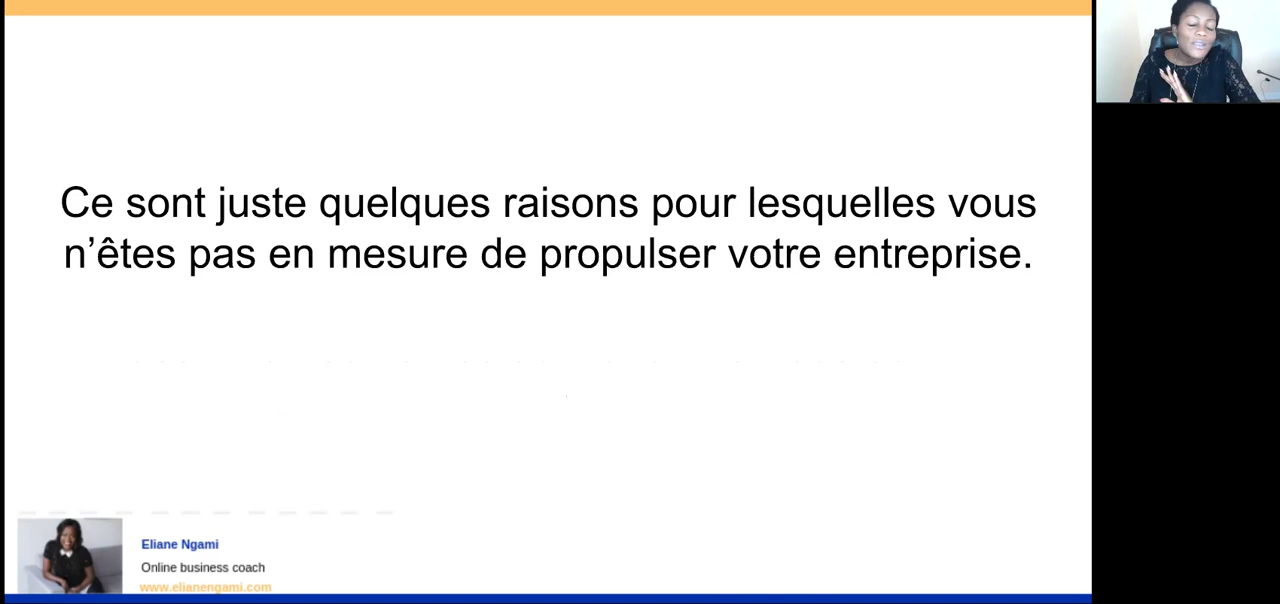 Ce sont juste quelques raisons pour lesquelles vous
n’êtes pas en mesure de propulser votre entreprise.
Eliane Ngami
Online business coach
www.elianengami.com